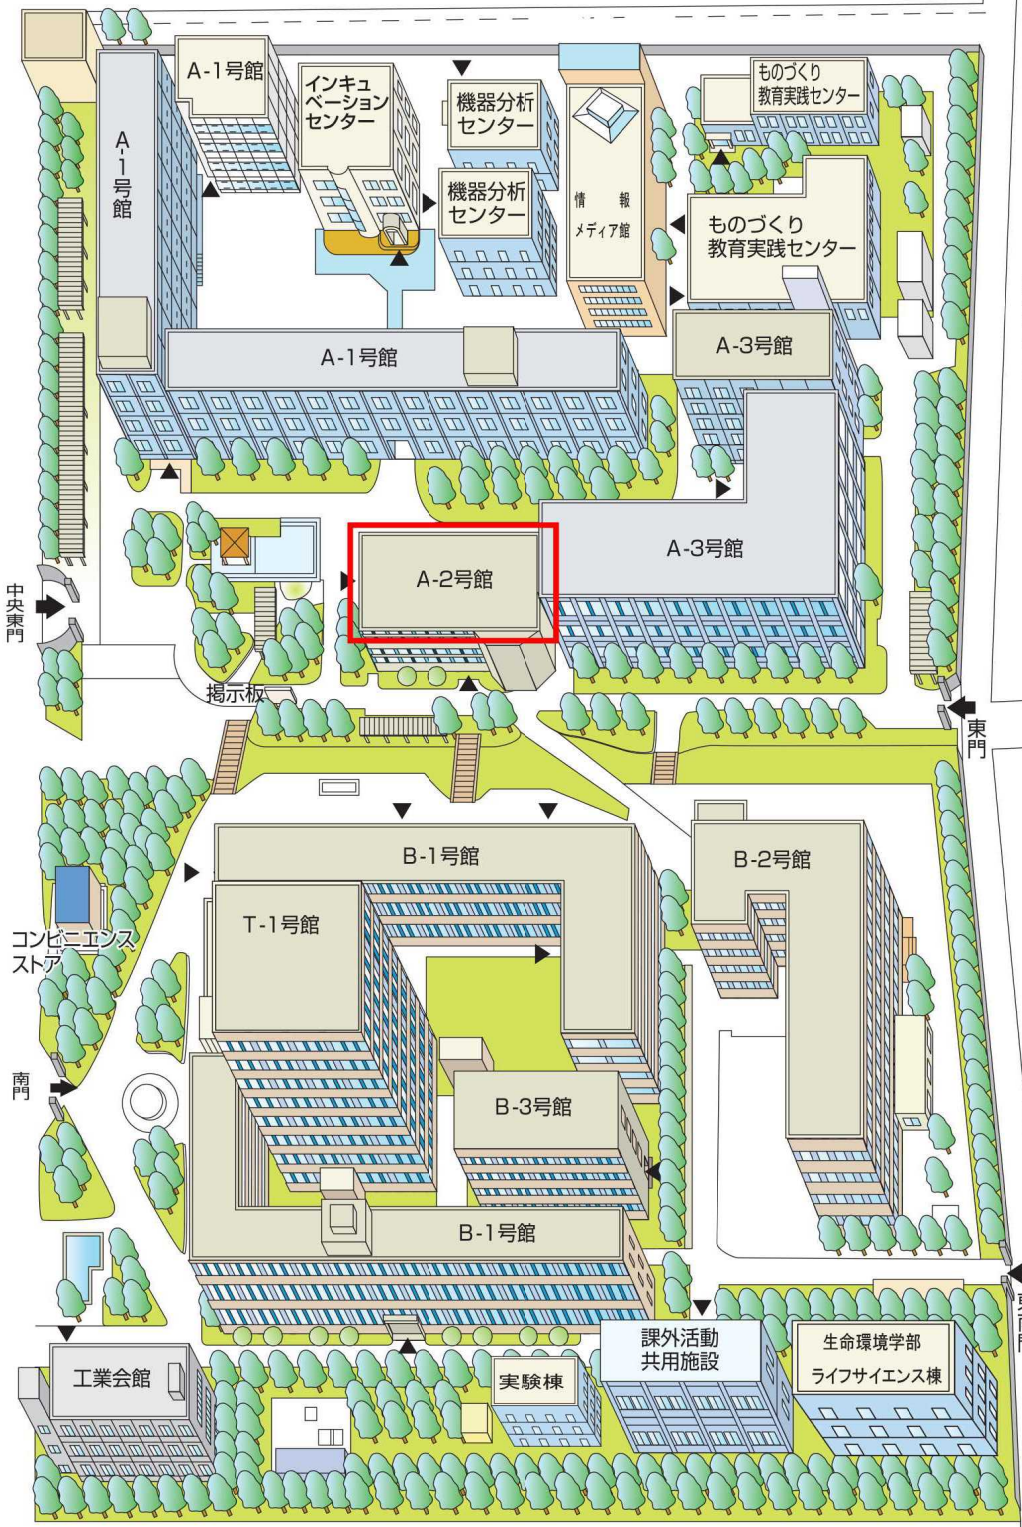 A-1号館
インキュ
ベーション
センター
機器分析
センター
ものづくり
教育実践センター
A-1号館
機器分析
センター
情　報
メディア館
ものづくり
教育実践センター
A-1号館
A-3号館
A-3号館
A-2号館
中央東門
掲示板
東門
B-1号館
B-2号館
T-1号館
コンビニエンス
ストア
南門
B-3号館
B-1号館
課外活動
共用施設
生命環境学部
ライフサイエンス棟
工業会館
実験棟